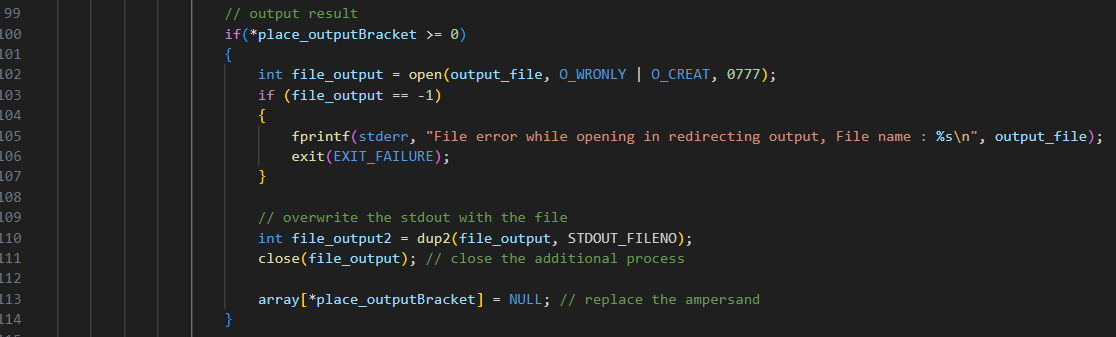 99 // output result
100 if(*place_outputBracket >= 0)
101 {
102 int file_output = open(output_file, O_WRONLY | O_CREAT, 0777);
103 if (file_output == -1)
104 {
105 fprintf(stderr, "File error while opening in redirecting output, File name : %s\n", output_file);
106 exit(EXIT_FAILURE);
107 }
108
109 // overwrite the stdout with the file
110 int file_output2 = dup2(file_output, STDOUT_FILENO);
111 close(file_output); // close the additional process
112
113 array[*place_outputBracket] = NULL; // replace the ampersand
114 }